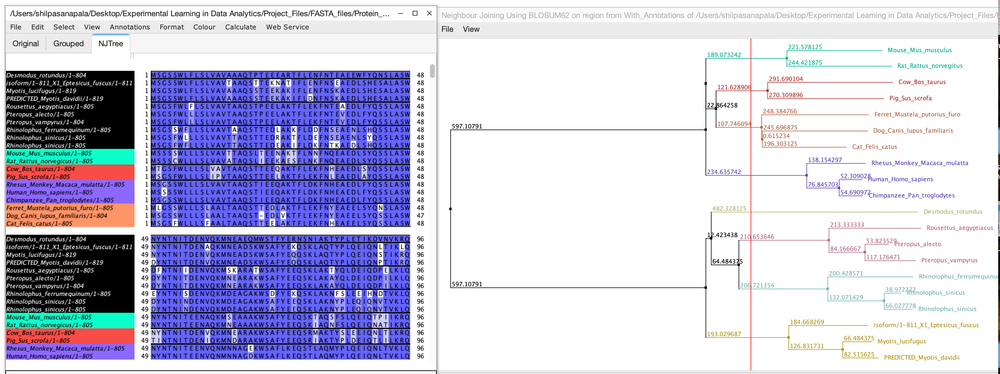 /Users/shilpasanapala/Desktop/Experimental Learning in Data Analytics/Project_Files/FASTA_files/Protein_...
File Edit Select View Annotations Format Colour Calculate Web Service
Original Grouped NJTree
Desmodus_rotundus/1-804 1 MSGSSWLFLSLVAVAAAQTPTEEEARTFLENFNTEAEEWFYQNSLASW 48
isoform/1-811_X1_Eptesicus_fuscus/1-811 1 MSGSSWLFLSLVAVTAAQSTTEKNATIFLENFNSEAEDLSHESALASW 48
Myotis_lucifugus/1-819 1 MSGSSWLFLSLVAVAAAQSSTEEKAKIFLENFNSKAEDLSHESALASW 48
PREDICTED_Myotis_davidii/1-819 1 MSGSSWLFLSLVAVAAAQSSTEEKAKIFLDNFNSKAEDLSHESALASW 48
Rousettus_aegyptiacus/1-805 1 MSGSFWLFLSLVAVTAAQSTPEELAKTFLEKFNTEAEDLFYQSSLASW 48
Pteropus_alecto/1-805 1 MSGSFWLLLSLVAVTAAQSTPEELAKTFLEKFNTEVEDLFYQSSLASW 48
Pteropus_vampyrus/1-804 1 MSGSFWLLLSLVAVTAAQSTPEELAKTFLEKFNTEVEDLFYQSSLASW 48
Rhinolophus_ferrumequinum/1-805 1 MSGSSWFLLSLVAVTAAQSTTEDLAKKFLDDFNSEAENLSHQSSLASW 48
Rhinolophus_sinicus/1-805 1 MSGSFWLLLSLVAVTTAQSTTEDRAKTFLDEFNSEAENLSYQSSLASW 48
Rhinolophus_sinicus/1-805 1 MSGSFWFLLSLVAVTTAQSTTEDEAKIFLDKFNTKAEDLSHQSSLASW 48
Mouse_Mus_musculus/1-805 1 MSSSSWLLLSLVAVTTAQSLTEENAKTFLNNFNQEAEDLSYQSSLASW 48
Rat_Rattus_norvegicus/1-805 1 MSSSCWLLLSLVAVATAQSLIEEKAESFLNKFNQEAEDLSYQSSLASW 48
Cow_Bos_taurus/1-804 1 MTGSFWLLLSLVAVTAAQSTTEEQAKTFLEKFNHEAEDLSYQSSLASW 48
Pig_Sus_scrofa/1-805 1 MSGSFWLLLSLIPVTAAQSTTEELAKTFLEKFNLEAEDLAYQSSLASW 48
Rhesus_Monkey_Macaca_mulatta/1-805 1 MSGSSWLLLSLVAVTAAQSTIEEQAKTFLDKFNHEAEDLFYQSSLASW 48
Human_Homo_sapiens/1-805 1 MSSSSWLLLSLVAVTAAQSTIEEQAKTFLDKFNHEAEDLFYQSSLASW 48
Chimpanzee_Pan_troglodytes/1-805 1 MSGSSWLLLSLVAVTAAQSTIEEQAKTFLDKFNHEAEDLFYQSSLASW 48
Ferret_Mustela_putorius_furo/1-805 1 MLGSSWLLLSLAALTAAQSTTEDLAKTFLEKFNYEAEELSYQNSLASW 48
Dog_Canis_lupus_familiaris/1-804 1 MSGSSWLLLSLAALTAAQST-EDLVKTFLEKFNYEAEELSYQSSLASW 47
Cat_Felis_catus/1-805 1 MSGSFWLLLSFAALTAAQSTTEELAKTFLEKFNHEAEELSYQSSLASW 48
Desmodus_rotundus/1-804 49 NYNTNITDENVQKMNEAEQMWSTFYERNSNIAKTYPLETIKDVNVKRQ 96
isoform/1-811_X1_Eptesicus_fuscus/1-811 49 NYNTNITDENAQKMNEADSKWSAFYEKQSKLAQTYPLQEIQNLTIKLQ 96
Myotis_lucifugus/1-819 49 NYNTNITDENVQKMNEADSKWSAFYEQQSKLAQTYPLQEIQNSTIKRQ 96
PREDICTED_Myotis_davidii/1-819 49 DYNTNITDENVQKMNEADSKWSAFYEQQSKLAQTYPLQEIQNPTIKRQ 96
Rousettus_aegyptiacus/1-805 49 DFNTNIIDENVQKMSKARATWSAFYEEQSKLAKTYQLDEIQDPELKLQ 96
Pteropus_alecto/1-805 49 DYNTNITDENVQKMNEARAKWSAFYEEQSKLAKAYQLDEIQDPILKLQ 96
Pteropus_vampyrus/1-804 49 DYNTNITDENVQKMNEARAKWSAFYEEQSKLAKAYQLDEIQDPILKLQ 96
Rhinolophus_ferrumequinum/1-805 49 EYNTNISDENVQKMDEAGAKWSDFYEKQSKLAKNFSLEEIHNDTVKLQ 96
Rhinolophus_sinicus/1-805 49 DYNTNINDENVQKMDEAGAKWSAFYEEQSKLAKNYPLEQIQNVTVKLQ 96
Rhinolophus_sinicus/1-805 49 DYNTNINDENVQKMDEAGAKWSAFYEEQSKLAKNYPLEQIQNVTVKLQ 96
Mouse_Mus_musculus/1-805 49 NYNTNITEENAQKMSEAAAKWSAFYEEQSKTAQSFSLQEIQTPIIKRQ 96
Rat_Rattus_norvegicus/1-805 49 NYNTNITEENAQKMNEAAAKWSAFYEEQSKIAQNFSLQEIQNATIKRQ 96
Cow_Bos_taurus/1-804 49 NYNTNITDENVQKMNEARAKWSAFYEEQSRMAKTYSLEEIQNLTLKRQ 96
Pig_Sus_scrofa/1-805 49 TINTNITDENIQKMNDARAKWSAFYEEQSRIAKTYPLDEIQTLILKRQ 96
Rhesus_Monkey_Macaca_mulatta/1-805 49 NYNTNITEENVQNMNNAGEKWSAFLKEQSTLAQMYPLQEIQNLTVKLQ 96
Human_Homo_sapiens/1-805 49 NYNTNITEENVQNMNNAGDKWSAFLKEQSTLAQMYPLQEIQNLTVKLQ 96
Neighbour Joining Using BLOSUM62 on region from With_Annotations of /Users/shilpasanapala/Desktop/Experimental Learning in Data Analytics/Project_Files/
File View
221.578125 Mouse_Mus_musculus
189.073242
244.421875 Rat_Rattus_norvegicus
291.690104 Cow_Bos_taurus
121.628906
270.309896 Pig_Sus_scrofa
22.864258
248.384766 Ferret_Mustela_putorius_furo
107.746094
597.10791
245.696875 Dog_Canis_lupus_familiaris
0.615234
196.303125 Cat_Felis_catus
138.154297 Rhesus_Monkey_Macaca_mulatta
234.635742
52.309028 Human_Homo_sapiens
76.845703
54.690972 Chimpanzee_Pan_troglodytes
482.328125 Desmodus_rotundus
213.333333 Rousettus_aegyptiacus
12.423438
210.653646
53.823529 Pteropus_alecto
84.166667
117.176471 Pteropus_vampyrus
64.484375
200.428571 Rhinolophus_ferrumequinu
597.10791
206.721354
38.972222 Rhinolophus_sinicus
132.071429
66.027778 Rhinolophus_sinicus
184.668269 isoform/1-811_X1_Eptesicus_fuscus
193.029687
66.484375 Myotis_lucifugus
126.831731
82.515625 PREDICTED_Myotis_davidii